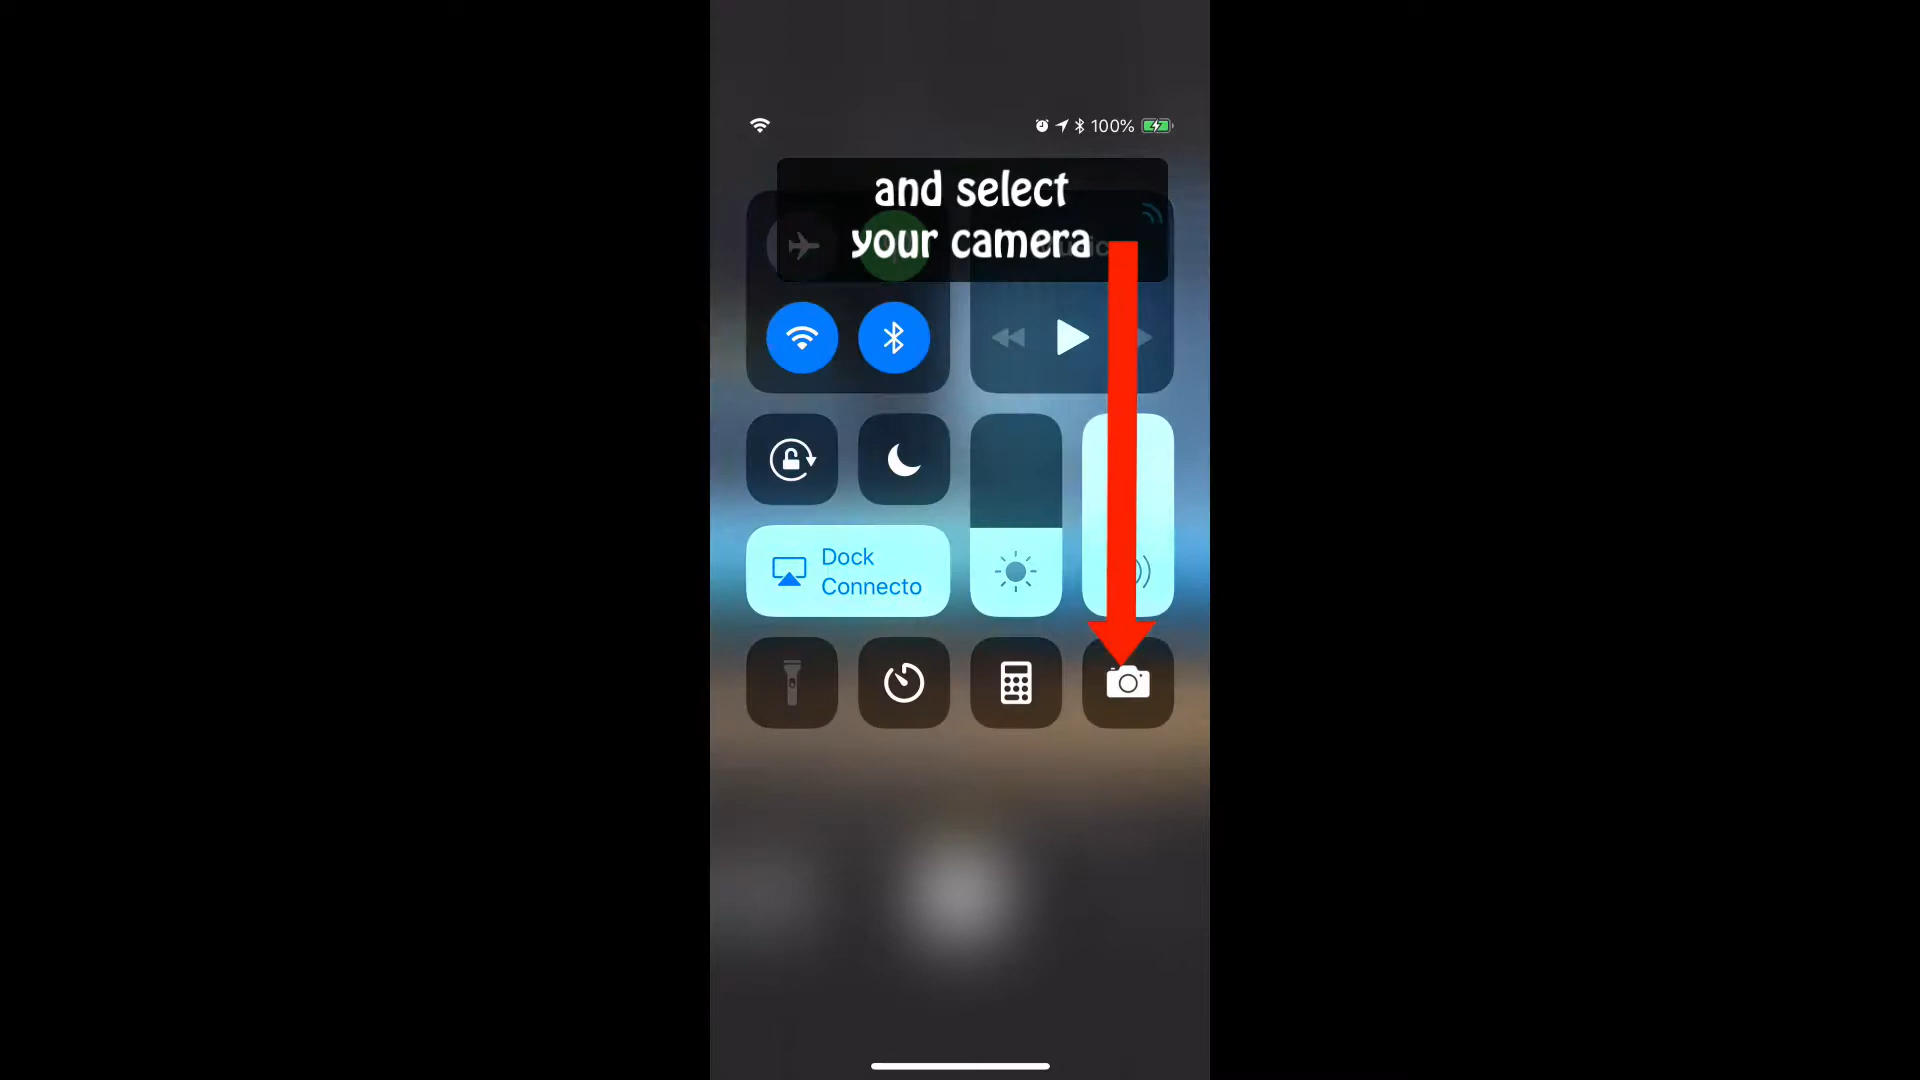 100%
and select
your camera
Dock
Connecto